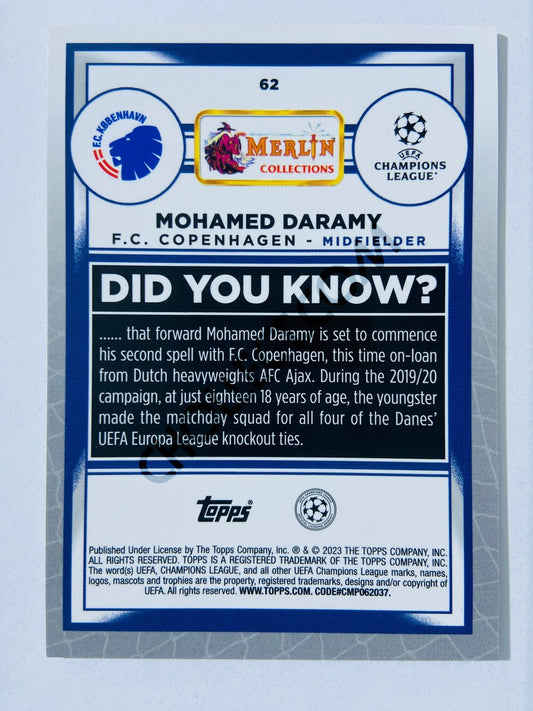 62
F.C. KØBENHAVN
MERLIN
COLLECTIONS
UEFA
CHAMPIONS
LEAGUE
MOHAMED DARAMY
F.C. COPENHAGEN - MIDFIELDER
DID YOU KNOW?
...... that forward Mohamed Daramy is set to commence
his second spell with F.C. Copenhagen, this time on-loan
from Dutch heavyweights AFC Ajax. During the 2019/20
campaign, at just eighteen 18 years of age, the youngster
made the matchday squad for all four of the Danes'
UEFA Europa League knockout ties.
Topps
Published Under License by The Topps Company, Inc. ® & © 2023 THE TOPPS COMPANY, INC.
ALL RIGHTS RESERVED. TOPPS IS A REGISTERED TRADEMARK OF THE TOPPS COMPANY, INC.
The word(s) UEFA, CHAMPIONS LEAGUE, and all other UEFA Champions League marks, names,
logos, mascots and trophies are the property, registered trademarks, designs and/or copyright of
UEFA. All rights reserved. WWW.TOPPS.COM. CODE#CMP062037.